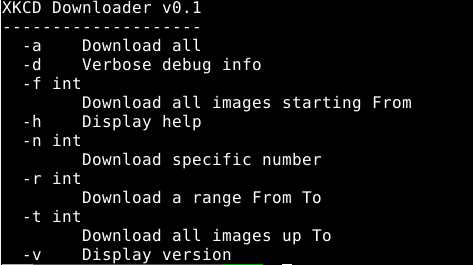 XKCD Downloader v0.1
--------------------
-a Download all
-d Verbose debug info
-f int
Download all images starting From
-h Display help
-n int
Download specific number
-r int
Download a range From To
-t int
Download all images up To
-v Display version